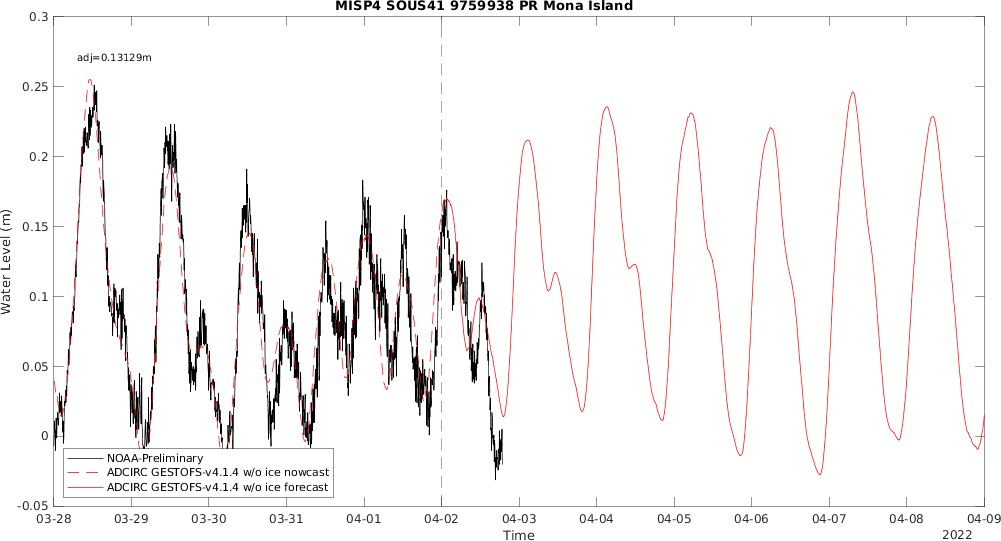 MISP4 SOUS41 9759938 PR Mona Island
adj=0.13129m
0.3
0.25
0.2
0.15
0.1
0.05
0
-0.05
Water Level (m)
NOAA-Preliminary
ADCIRC GESTOFS-v4.1.4 w/o ice nowcast
ADCIRC GESTOFS-v4.1.4 w/o ice forecast
03-28 03-29 03-30 03-31 04-01 04-02 04-03 04-04 04-05 04-06 04-07 04-08 04-09
Time
2022